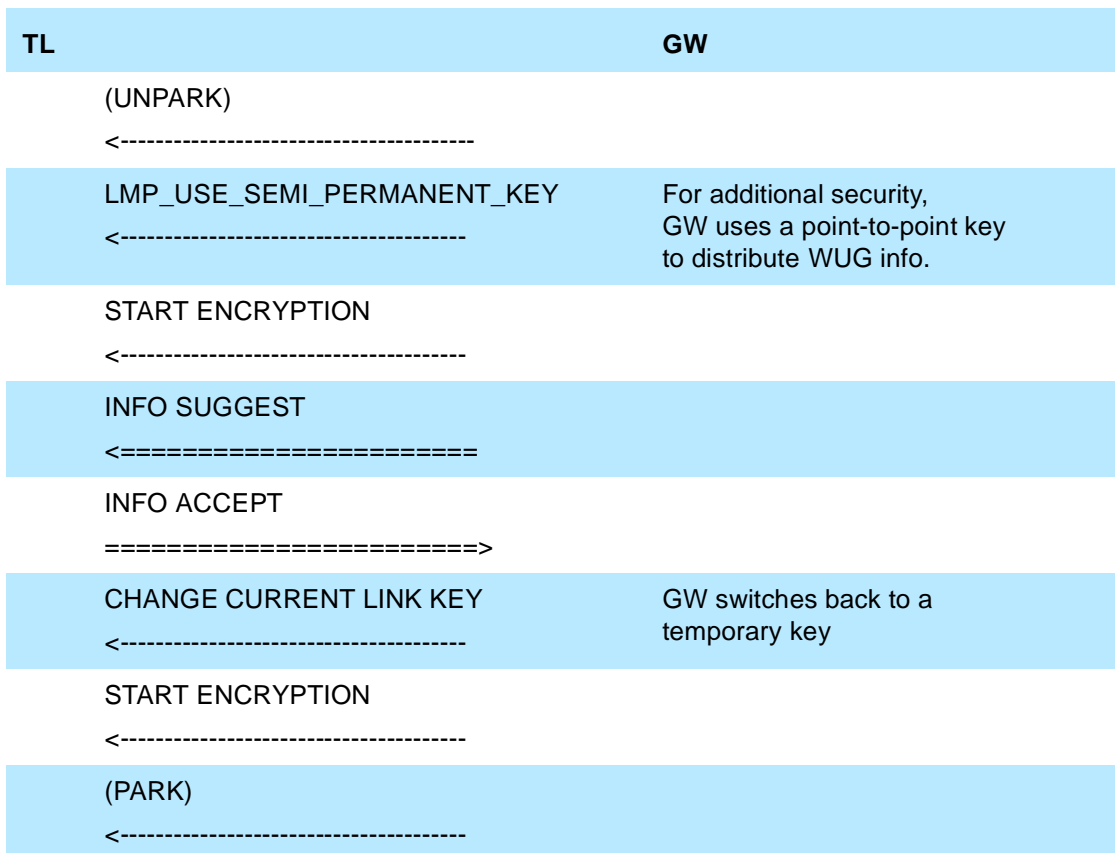 TL GW
(UNPARK)
<----------------------------------------
LMP_USE_SEMI_PERMANENT_KEY For additional security,
GW uses a point-to-point key
<--------------------------------------- to distribute WUG info.
START ENCRYPTION
<---------------------------------------
INFO SUGGEST
<=======================
INFO ACCEPT
========================>
CHANGE CURRENT LINK KEY GW switches back to a
temporary key
<---------------------------------------
START ENCRYPTION
<---------------------------------------
(PARK)
<---------------------------------------